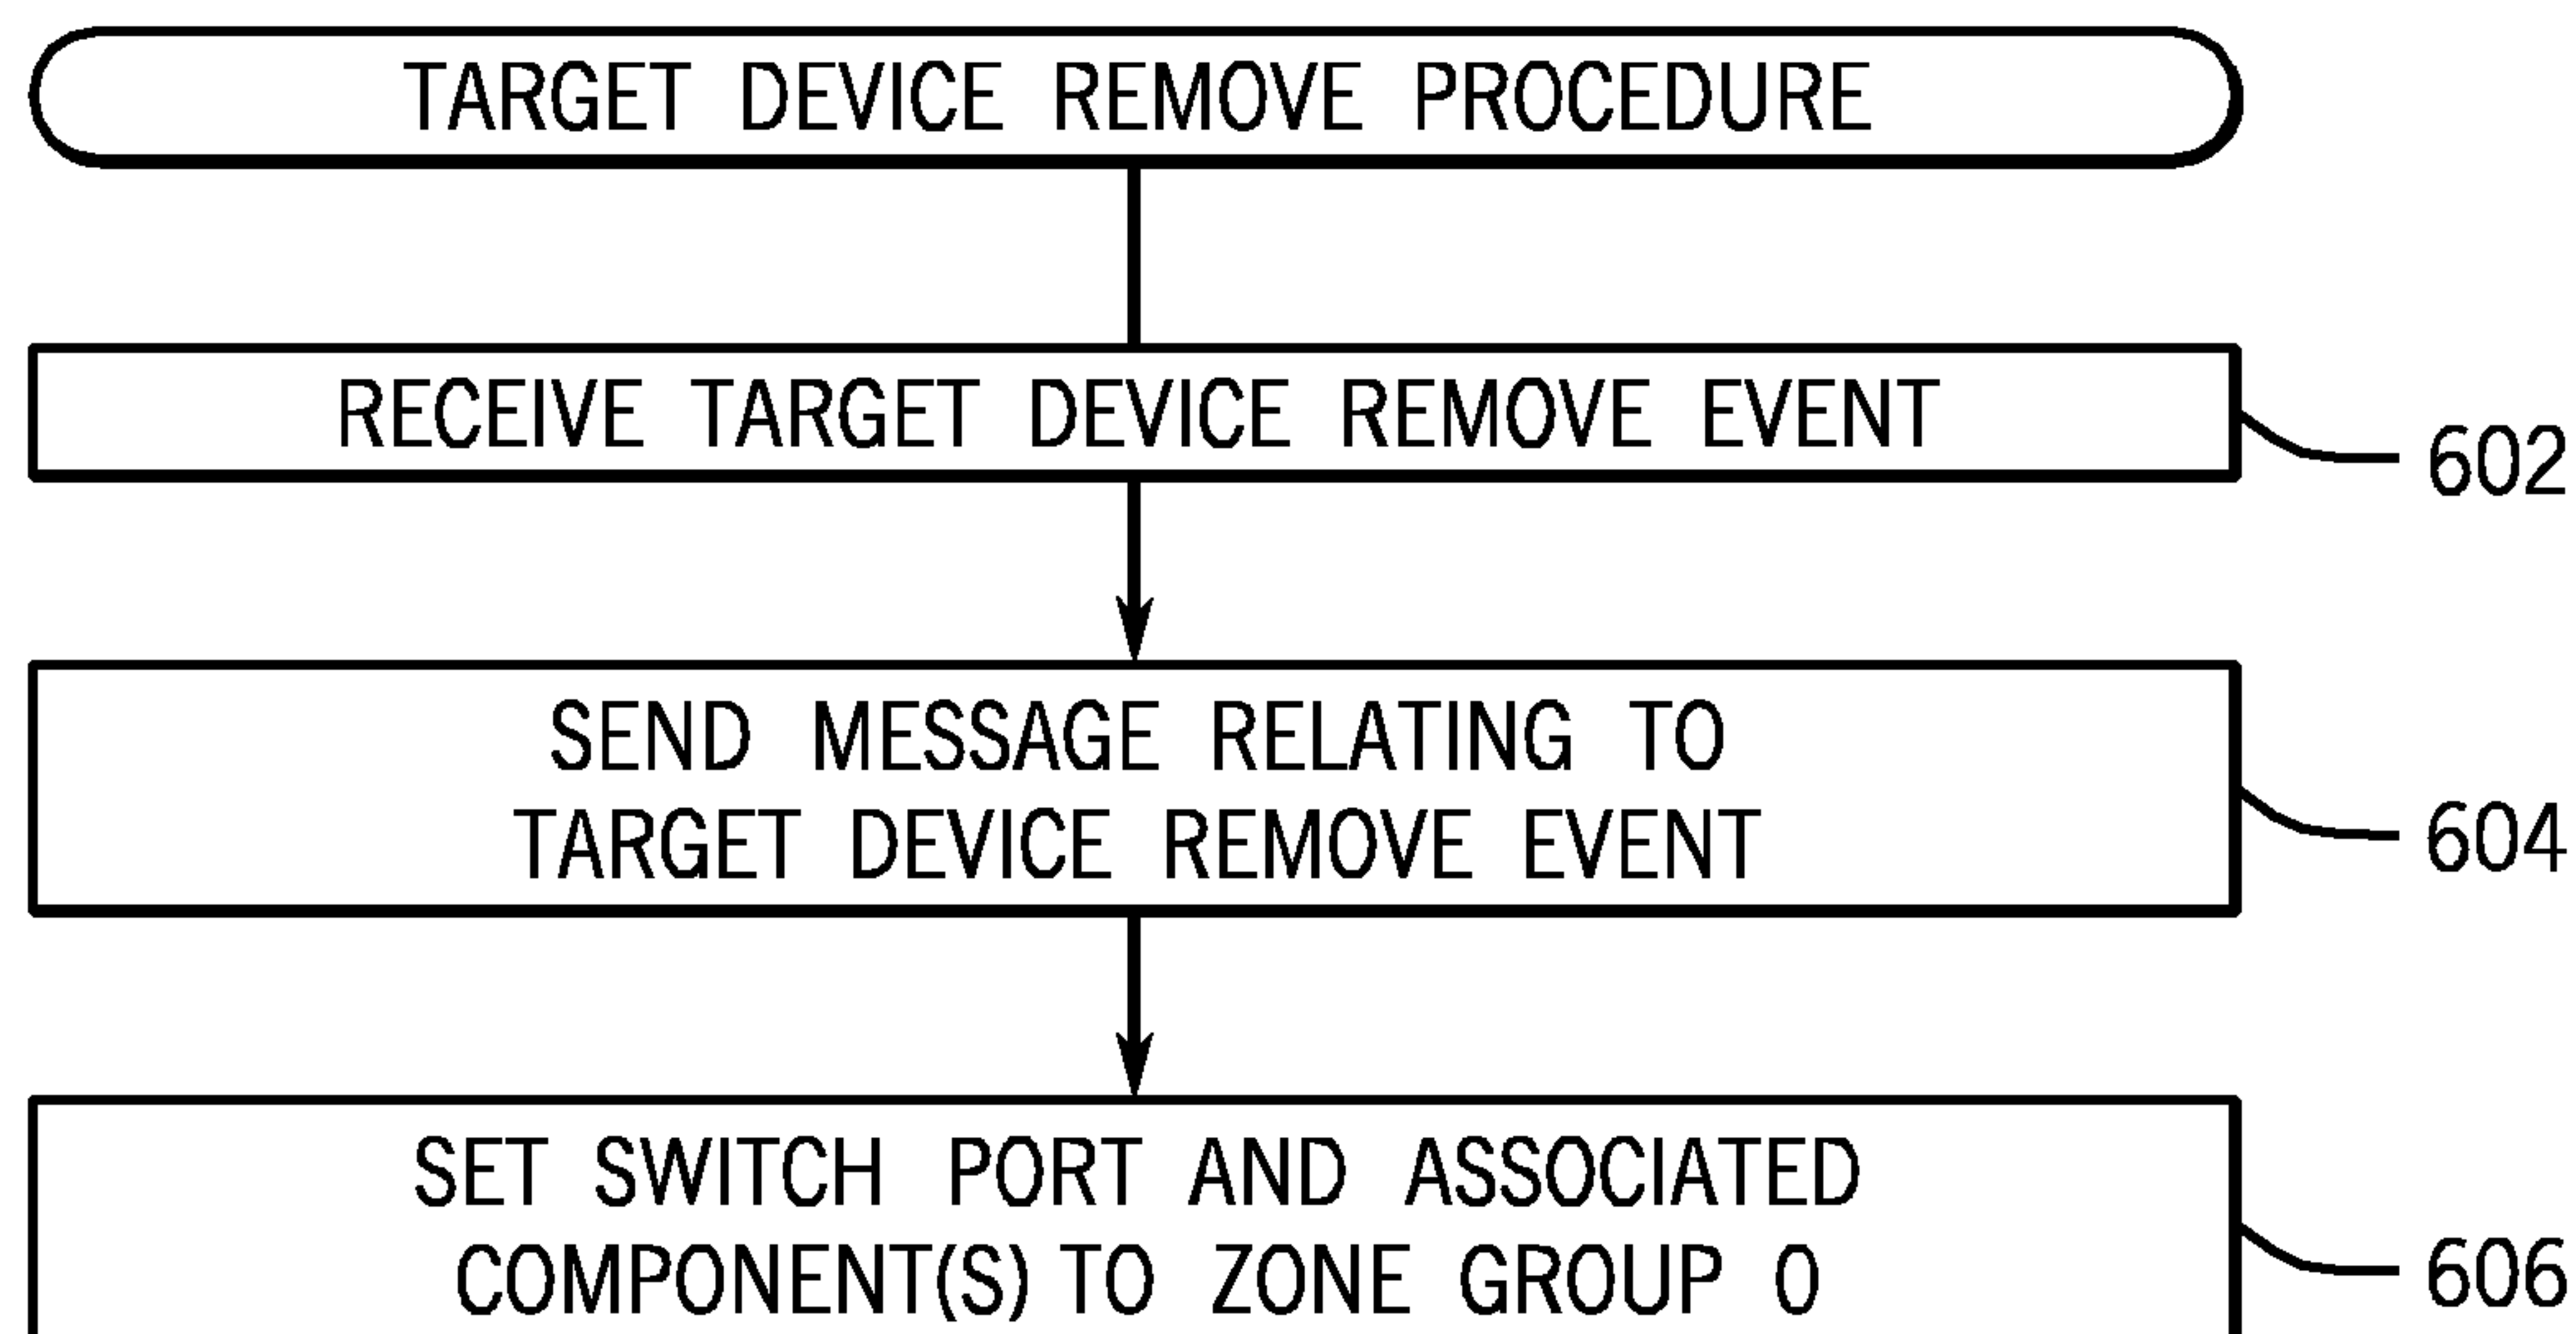 TARGET DEVICE REMOVE PROCEDURE
RECEIVE TARGET DEVICE REMOVE EVENT
602
SEND MESSAGE RELATING TO
TARGET DEVICE REMOVE EVENT
604
SET SWITCH PORT AND ASSOCIATED
COMPONENT(S) TO ZONE GROUP 0
606